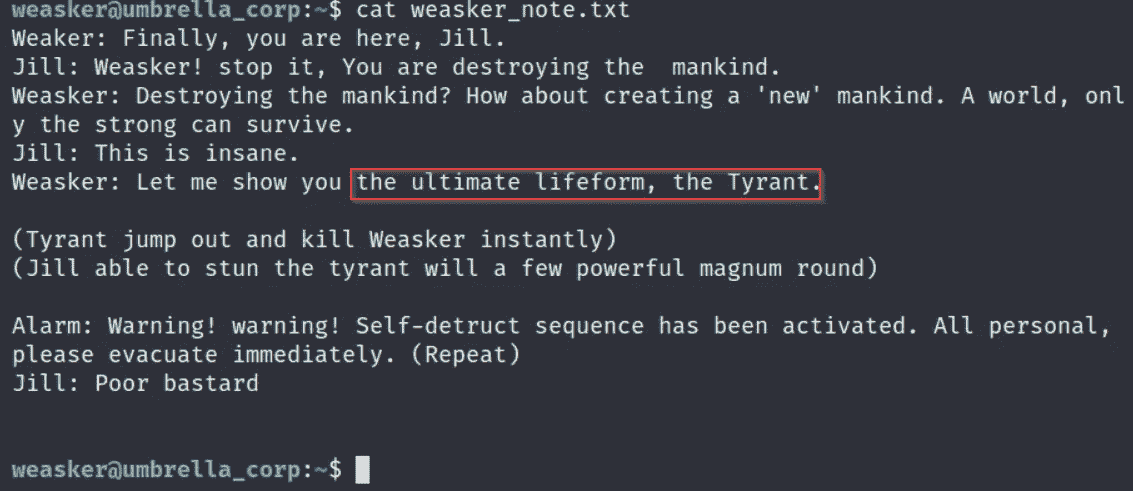 weasker@umbrella_corp:~$ cat weasker_note.txt
Weaker: Finally, you are here, Jill.
Jill: Weasker! stop it, You are destroying the  mankind.
Weasker: Destroying the mankind? How about creating a 'new' mankind. A world, onl
y the strong can survive.
Jill: This is insane.
Weasker: Let me show you the ultimate lifeform, the Tyrant.
(Tyrant jump out and kill Weasker instantly)
(Jill able to stun the tyrant will a few powerful magnum round)
Alarm: Warning! warning! Self-detruct sequence has been activated. All personal,
please evacuate immediately. (Repeat)
Jill: Poor bastard
weasker@umbrella_corp:~$